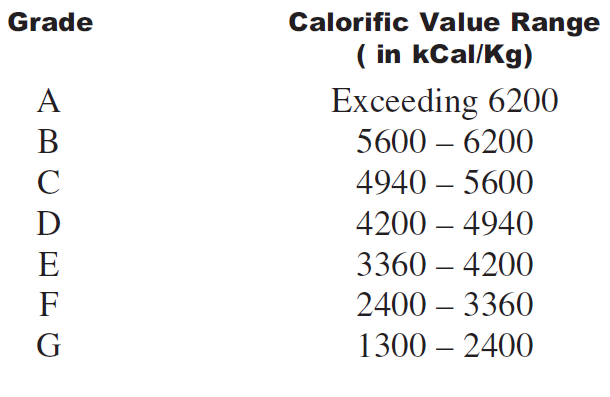 Grade Calorific Value Range
( in kCal/Kg)
A Exceeding 6200
B 5600 – 6200
C 4940 – 5600
D 4200 – 4940
E 3360 – 4200
F 2400 – 3360
G 1300 – 2400